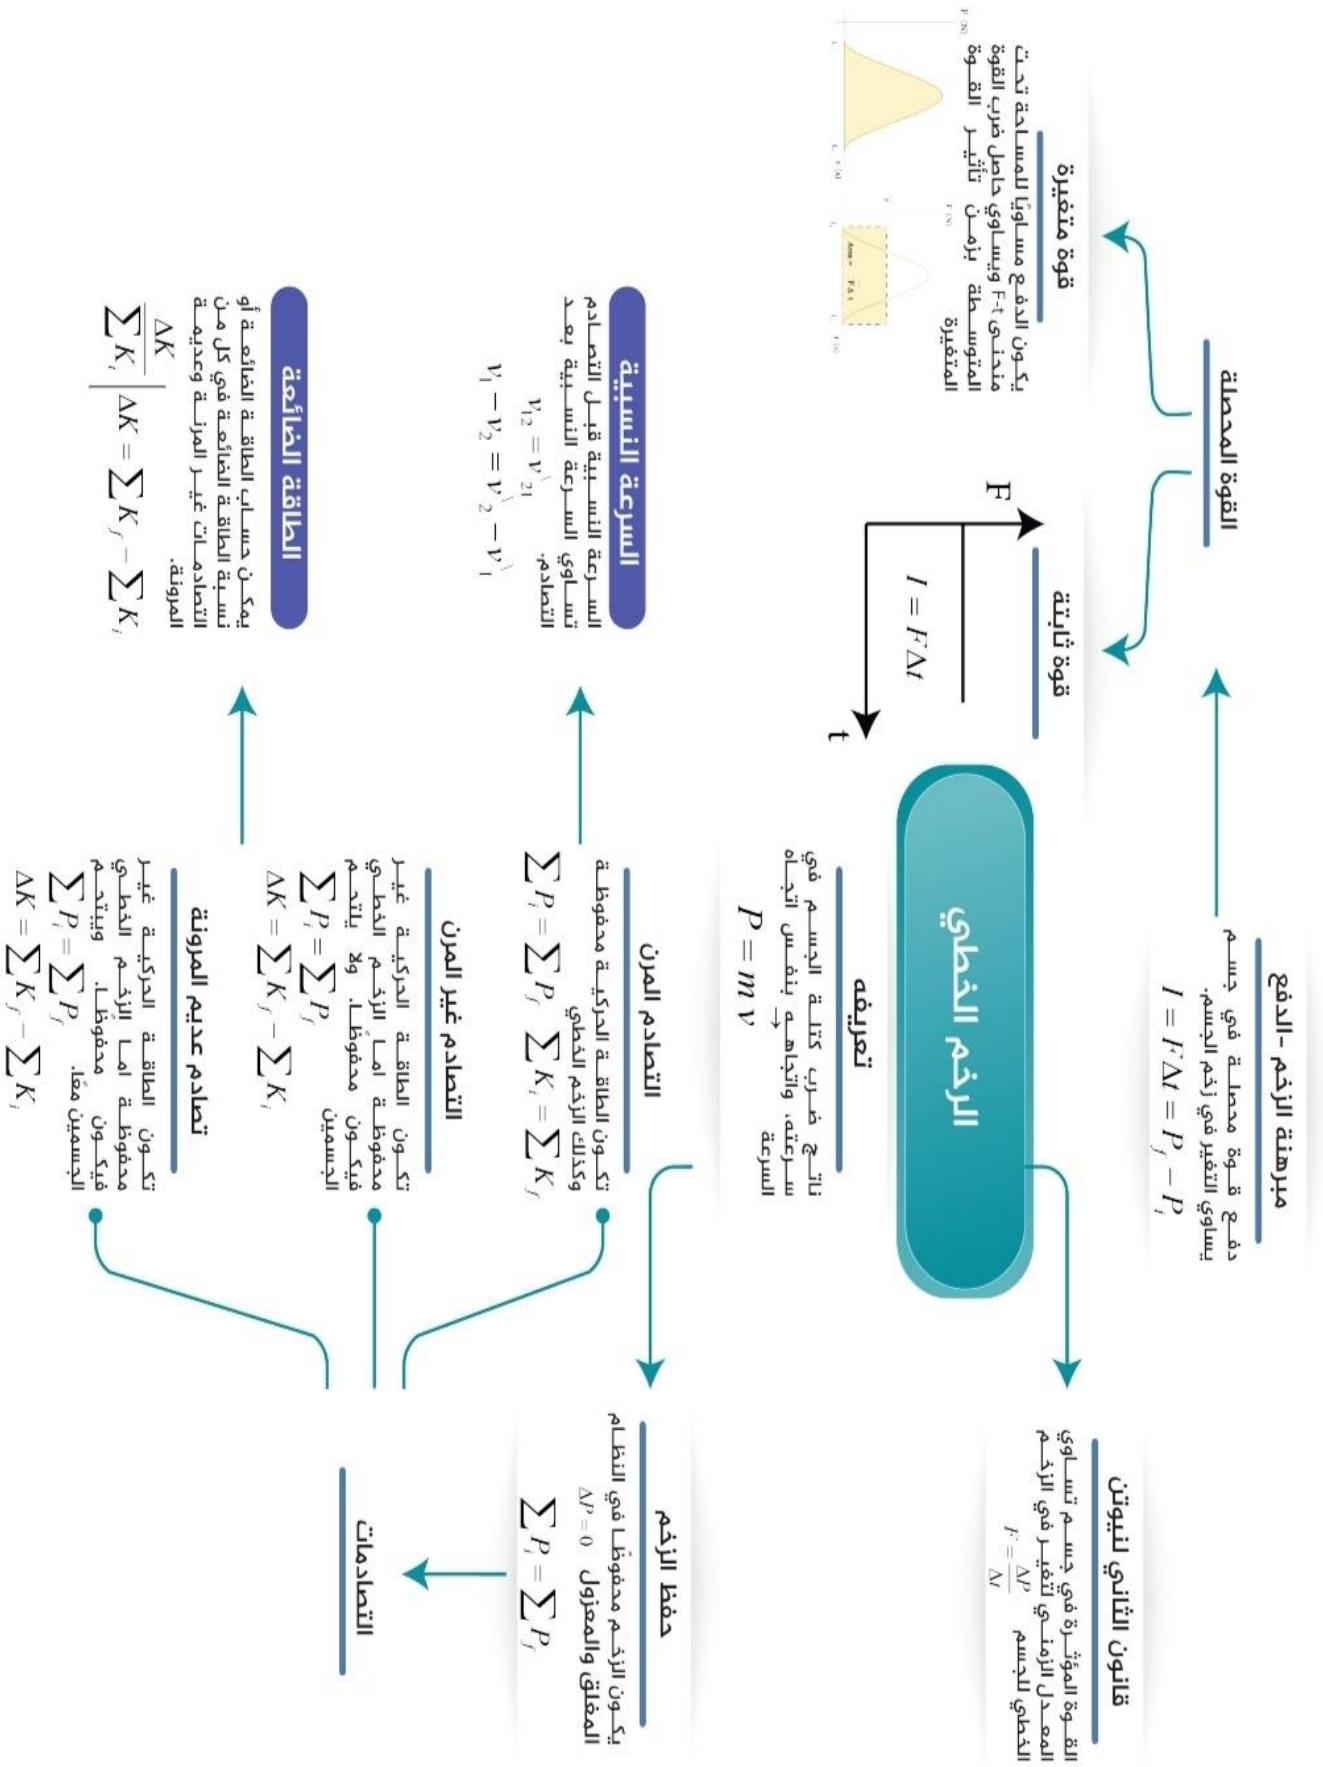 الزخم الخطي
تعريفه
ناتج ضرب كتلة الجسم في
سرعته، واتجاهه بنفس اتجاه
السرعة
P = m v
قانون الثاني لنيوتن
القوة المؤثرة في جسم تساوي
المعدل الزمني لتغير في الزخم
الخطي للجسم F = ΔP/Δt
مبرهنة الزخم -الدفع
دفع قوة محصلة في جسم
يساوي التغير في زخم الجسم.
I = FΔt = P_f − P_i
القوة المحصلة
قوة ثابتة
F
I = FΔt
t
قوة متغيرة
يكون الدفع مساويًا للمساحة تحت
منحنى F-t ويساوي حاصل ضرب القوة
المتوسطة بزمن تأثير القوة
المتغيرة
F (N)
t (s)
F (N)
F
Area = F Δ t
t (s)
حفظ الزخم
يكون الزخم محفوظًا في النظام
المغلق والمعزول ΔP = 0
∑P_i = ∑P_f
التصادمات
التصادم المرن
تكون الطاقة الحركية محفوظة
وكذلك الزخم الخطي
∑P_i = ∑P_f ∑K_i = ∑K_f
التصادم غير المرن
تكون الطاقة الحركية غير
محفوظة اما الزخم الخطي
فيكون محفوظًا. ولا يلتحم
الجسمين
∑P_i = ∑P_f
ΔK = ∑K_f − ∑K_i
تصادم عديم المرونة
تكون الطاقة الحركية غير
محفوظة اما الزخم الخطي
فيكون محفوظًا. ويلتحم
الجسمين معًا.
∑P_i = ∑P_f
ΔK = ∑K_f − ∑K_i
السرعة النسبية
السرعة النسبية قبل التصادم
تساوي السرعة النسبية بعد
التصادم.
v₁₂ = v\₂₁
v₁ − v₂ = v\₂ − v\₁
الطاقة الضائعة
يمكن حساب الطاقة الضائعة أو
نسبة الطاقة الضائعة في كل من
التصادمات غير المرنة وعديمة
المرونة.
ΔK/∑K_i | ΔK = ∑K_f − ∑K_i